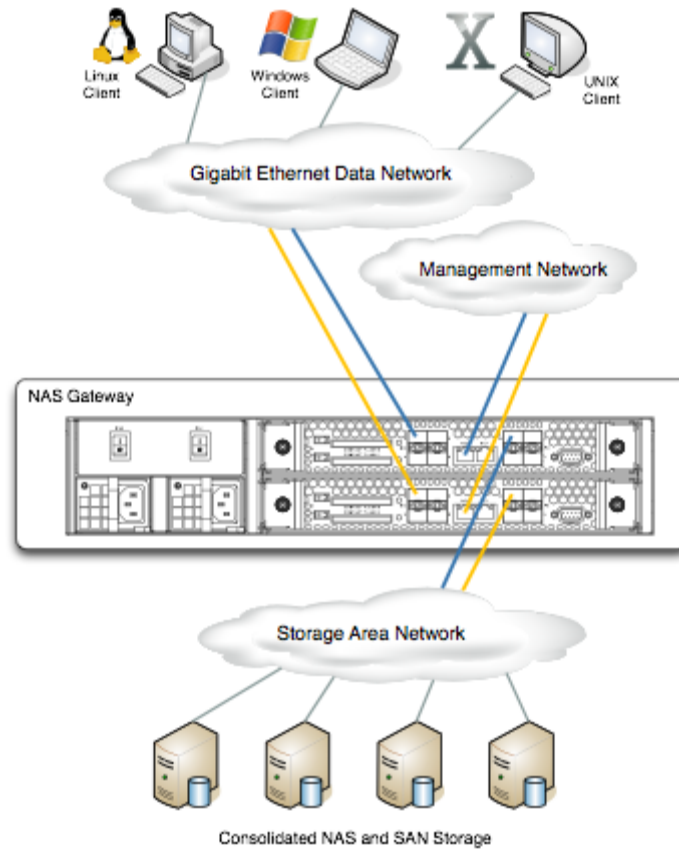 Linux
Client
Windows
Client
X
UNIX
Client
Gigabit Ethernet Data Network
Management Network
NAS Gateway
Storage Area Network
Consolidated NAS and SAN Storage